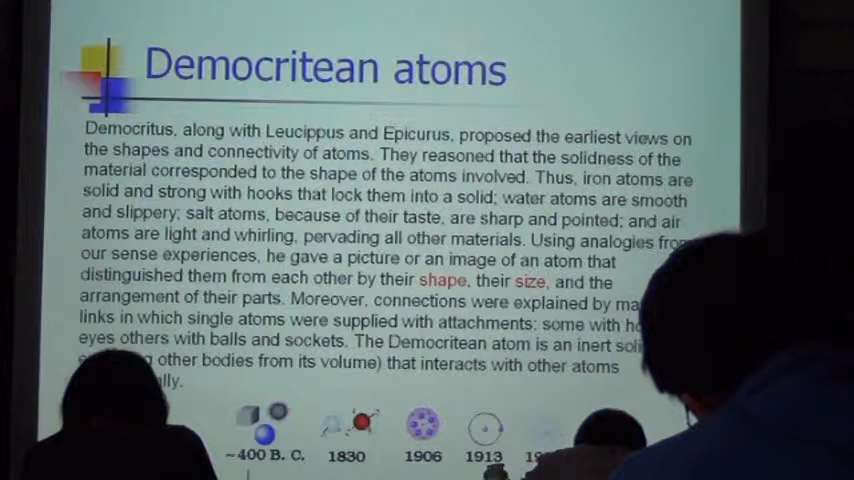 Democritean atoms
Democritus, along with Leucippus and Epicurus, proposed the earliest views on
the shapes and connectivity of atoms. They reasoned that the solidness of the
material corresponded to the shape of the atoms involved. Thus, iron atoms are
solid and strong with hooks that lock them into a solid; water atoms are smooth
and slippery; salt atoms, because of their taste, are sharp and pointed; and air
atoms are light and whirling, pervading all other materials. Using analogies from
our sense experiences, he gave a picture or an image of an atom that
distinguished them from each other by their shape, their size, and the
arrangement of their parts. Moreover, connections were explained by
links in which single atoms were supplied with attachments: some with
eyes others with balls and sockets. The Democritean atom is an inert
other bodies from its volume) that interacts with other atoms
~400 B. C. 1830 1906 1913